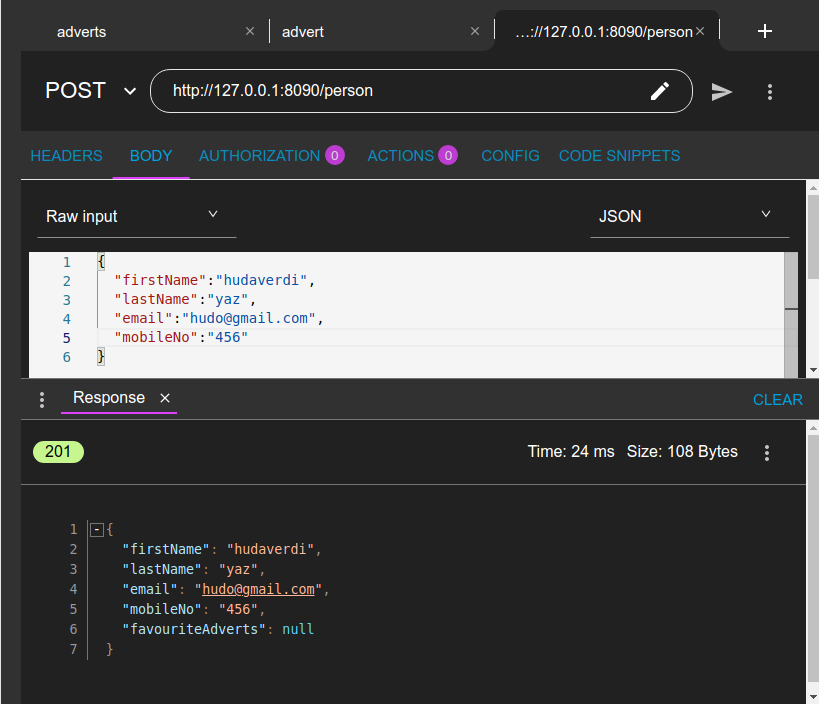 adverts × advert × ...://127.0.0.1:8090/person × +
POST http://127.0.0.1:8090/person
HEADERS BODY AUTHORIZATION 0 ACTIONS 0 CONFIG CODE SNIPPETS
Raw input JSON
1 {
2 "firstName":"hudaverdi",
3 "lastName":"yaz",
4 "email":"hudo@gmail.com",
5 "mobileNo":"456"
6 }
Response × CLEAR
201 Time: 24 ms Size: 108 Bytes
1 - {
2 "firstName": "hudaverdi",
3 "lastName": "yaz",
4 "email": "hudo@gmail.com",
5 "mobileNo": "456",
6 "favouriteAdverts": null
7 }